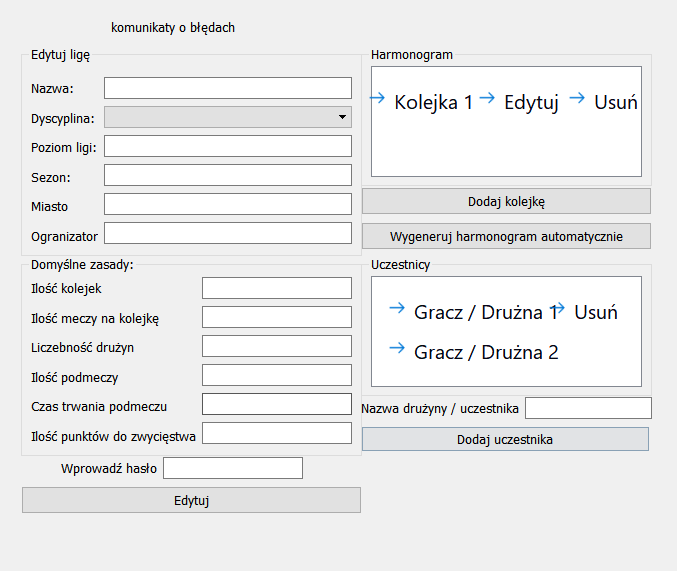 komunikaty o błędach
Edytuj ligę
Nazwa:
Dyscyplina:
Poziom ligi:
Sezon:
Miasto
Ogranizator
Domyślne zasady:
Ilość kolejek
Ilość meczy na kolejkę
Liczebność drużyn
Ilość podmeczy
Czas trwania podmeczu
Ilość punktów do zwycięstwa
Wprowadź hasło
Edytuj
Harmonogram
→ Kolejka 1 → Edytuj → Usuń
Dodaj kolejkę
Wygeneruj harmonogram automatycznie
Uczestnicy
→ Gracz / Drużna 1 → Usuń
→ Gracz / Drużna 2
Nazwa drużyny / uczestnika
Dodaj uczestnika